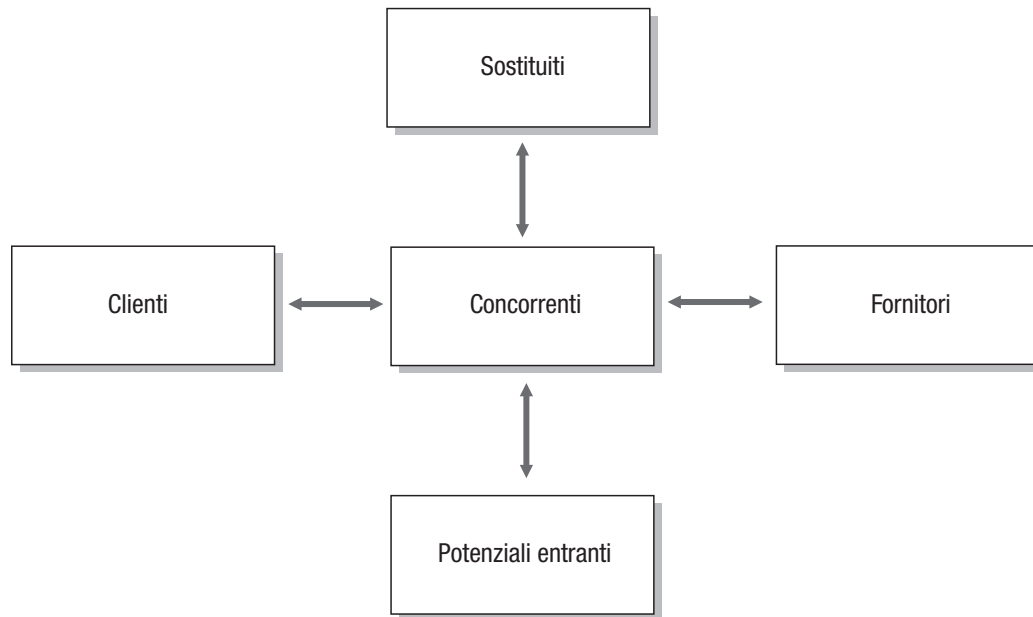 Sostituiti
Clienti
Concorrenti
Fornitori
Potenziali entranti